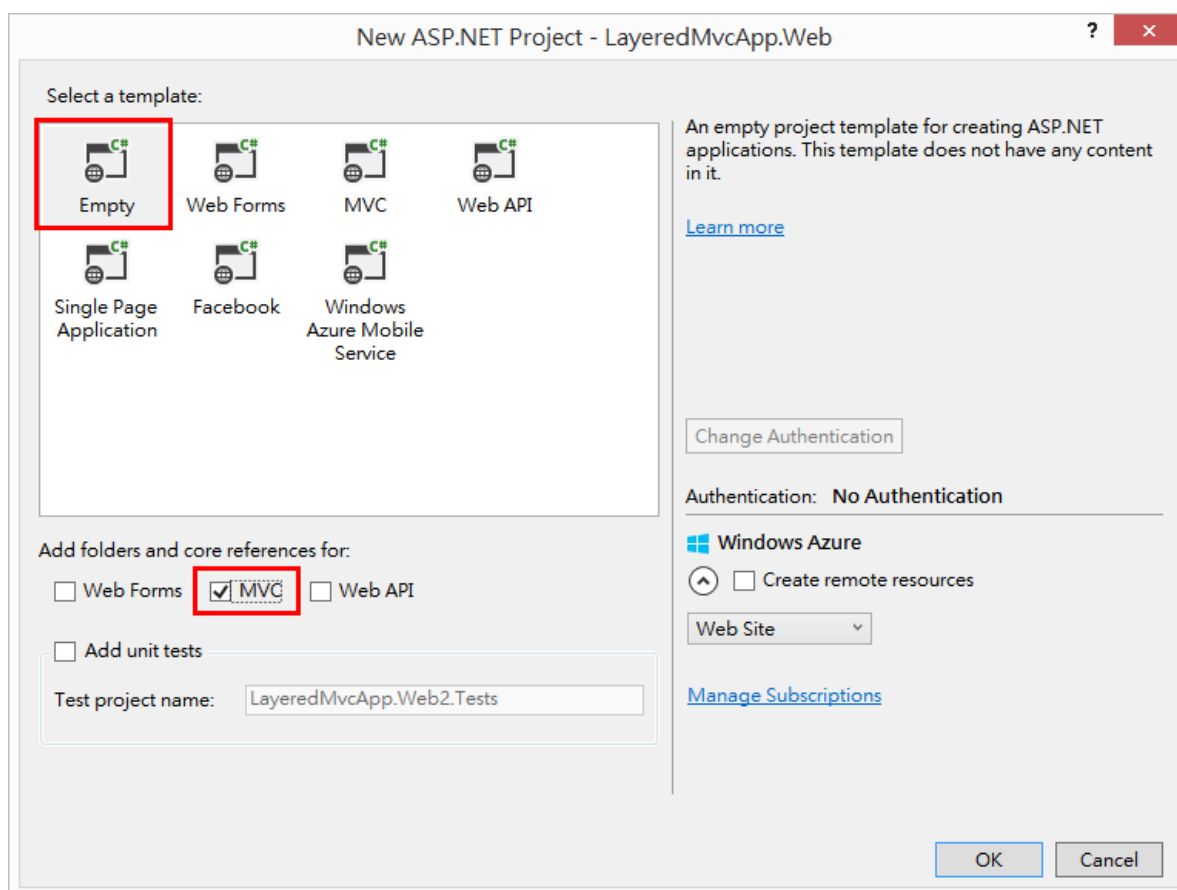 New ASP.NET Project - LayeredMvcApp.Web
?
Select a template:
C#
C#
C#
C#
Empty
Web Forms
MVC
Web API
C#
C#
C#
Single Page
Application
Facebook
Windows
Azure Mobile
Service
An empty project template for creating ASP.NET
applications. This template does not have any content
in it.
Learn more
Change Authentication
Authentication: No Authentication
Add folders and core references for:
Web Forms
MVC
Web API
Add unit tests
Test project name:
LayeredMvcApp.Web2.Tests
Windows Azure
Create remote resources
Web Site
Manage Subscriptions
OK
Cancel